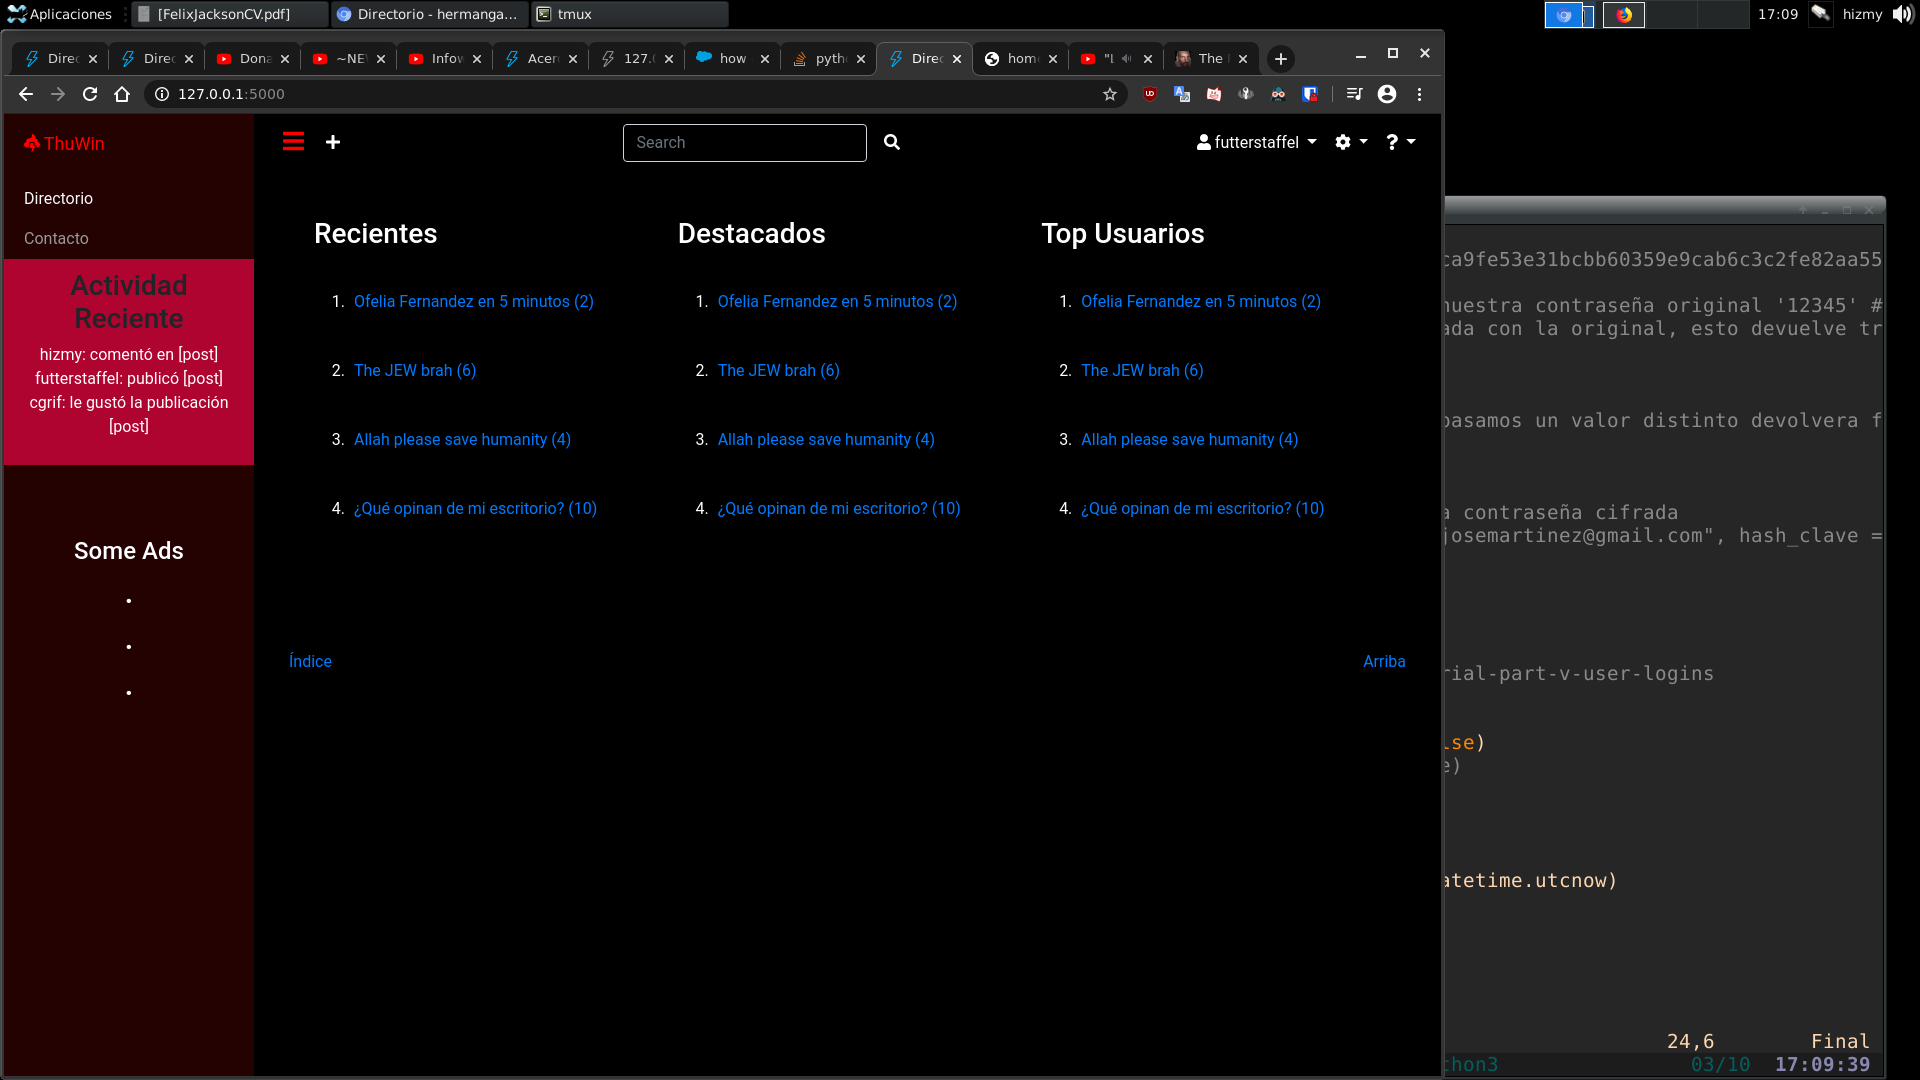 Aplicaciones [FelixJacksonCV.pdf] Directorio - hermanga... tmux 17:09 hizmy
Direc Direc Dona ~NE Infow Acer 127. how pyth Direc hom "L The
127.0.0.1:5000
ThuWin
Search
futterstaffel
?
Directorio
Contacto
Actividad
Reciente
hizmy: comentó en [post]
futterstaffel: publicó [post]
cgrif: le gustó la publicación
[post]
Some Ads
Recientes
1. Ofelia Fernandez en 5 minutos (2)
2. The JEW brah (6)
3. Allah please save humanity (4)
4. ¿Qué opinan de mi escritorio? (10)
Destacados
1. Ofelia Fernandez en 5 minutos (2)
2. The JEW brah (6)
3. Allah please save humanity (4)
4. ¿Qué opinan de mi escritorio? (10)
Top Usuarios
1. Ofelia Fernandez en 5 minutos (2)
2. The JEW brah (6)
3. Allah please save humanity (4)
4. ¿Qué opinan de mi escritorio? (10)
Índice
Arriba
ca9fe53e31bcbb60359e9cab6c3c2fe82aa55
nuestra contraseña original '12345' #
ada con la original, esto devuelve tr
pasamos un valor distinto devolvera f
a contraseña cifrada
josemartinez@gmail.com", hash_clave =
rial-part-v-user-logins
lse)
e)
atetime.utcnow)
24,6 Final
thon3 03/10 17:09:39